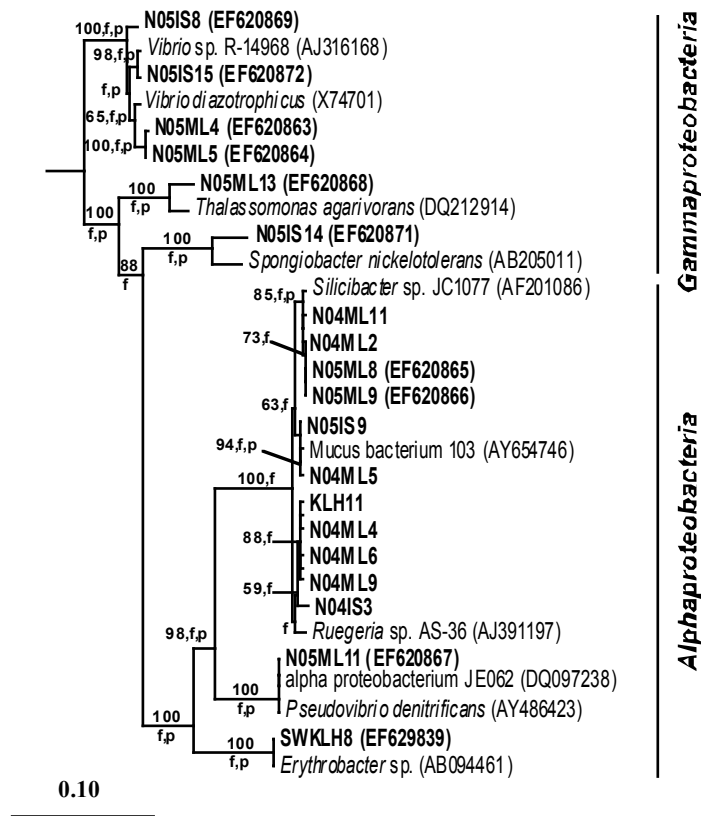 100,f,p
N05IS8 (EF620869)
98,f,p
Vibrio sp. R-14968 (AJ316168)
N05IS15 (EF620872)
f,p
Vibrio diazotrophicus (X74701)
65,f,p
N05ML4 (EF620863)
100,f,p
N05ML5 (EF620864)
N05ML13 (EF620868)
100
f,p
Thalassomonas agarivorans (DQ212914)
100
f,p
N05IS14 (EF620871)
100
f,p
Spongiobacter nickelotolerans (AB205011)
88
f
Silicibacter sp. JC1077 (AF201086)
85,f,p
N04ML11
73,f
N04ML2
N05ML8 (EF620865)
N05ML9 (EF620866)
63,f
N05IS9
94,f,p
Mucus bacterium 103 (AY654746)
N04ML5
100,f
KLH11
N04ML4
88,f
N04ML6
N04ML9
59,f
N04IS3
f
Ruegeria sp. AS-36 (AJ391197)
98,f,p
N05ML11 (EF620867)
alpha proteobacterium JE062 (DQ097238)
100
f,p
Pseudovibrio denitrificans (AY486423)
100
f,p
SWKLH8 (EF629839)
100
f,p
Erythrobacter sp. (AB094461)
0.10
Gammaproteobacteria
Alphaproteobacteria